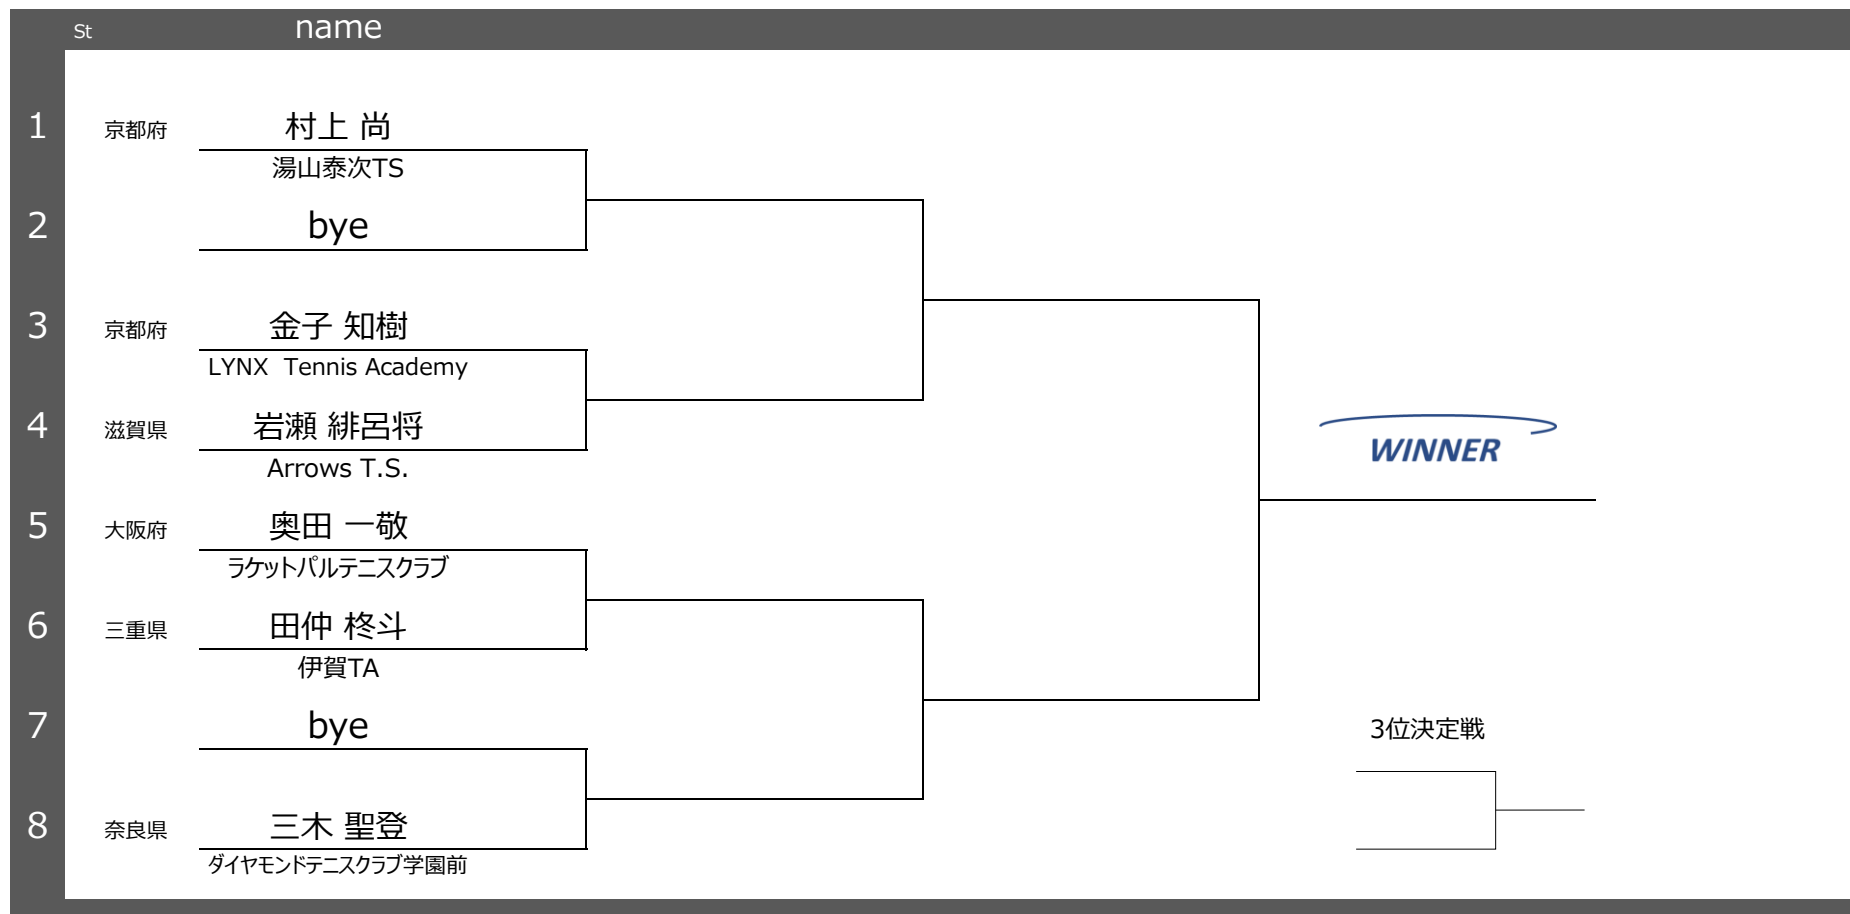 St name
1 京都府 村上 尚
湯山泰次TS
2 bye
3 京都府 金子 知樹
LYNX Tennis Academy
4 滋賀県 岩瀬 緋呂将
Arrows T.S.
WINNER
5 大阪府 奥田 一敬
ラケットパルテニスクラブ
6 三重県 田仲 柊斗
伊賀TA
7 bye
3位決定戦
8 奈良県 三木 聖登
ダイヤモンドテニスクラブ学園前